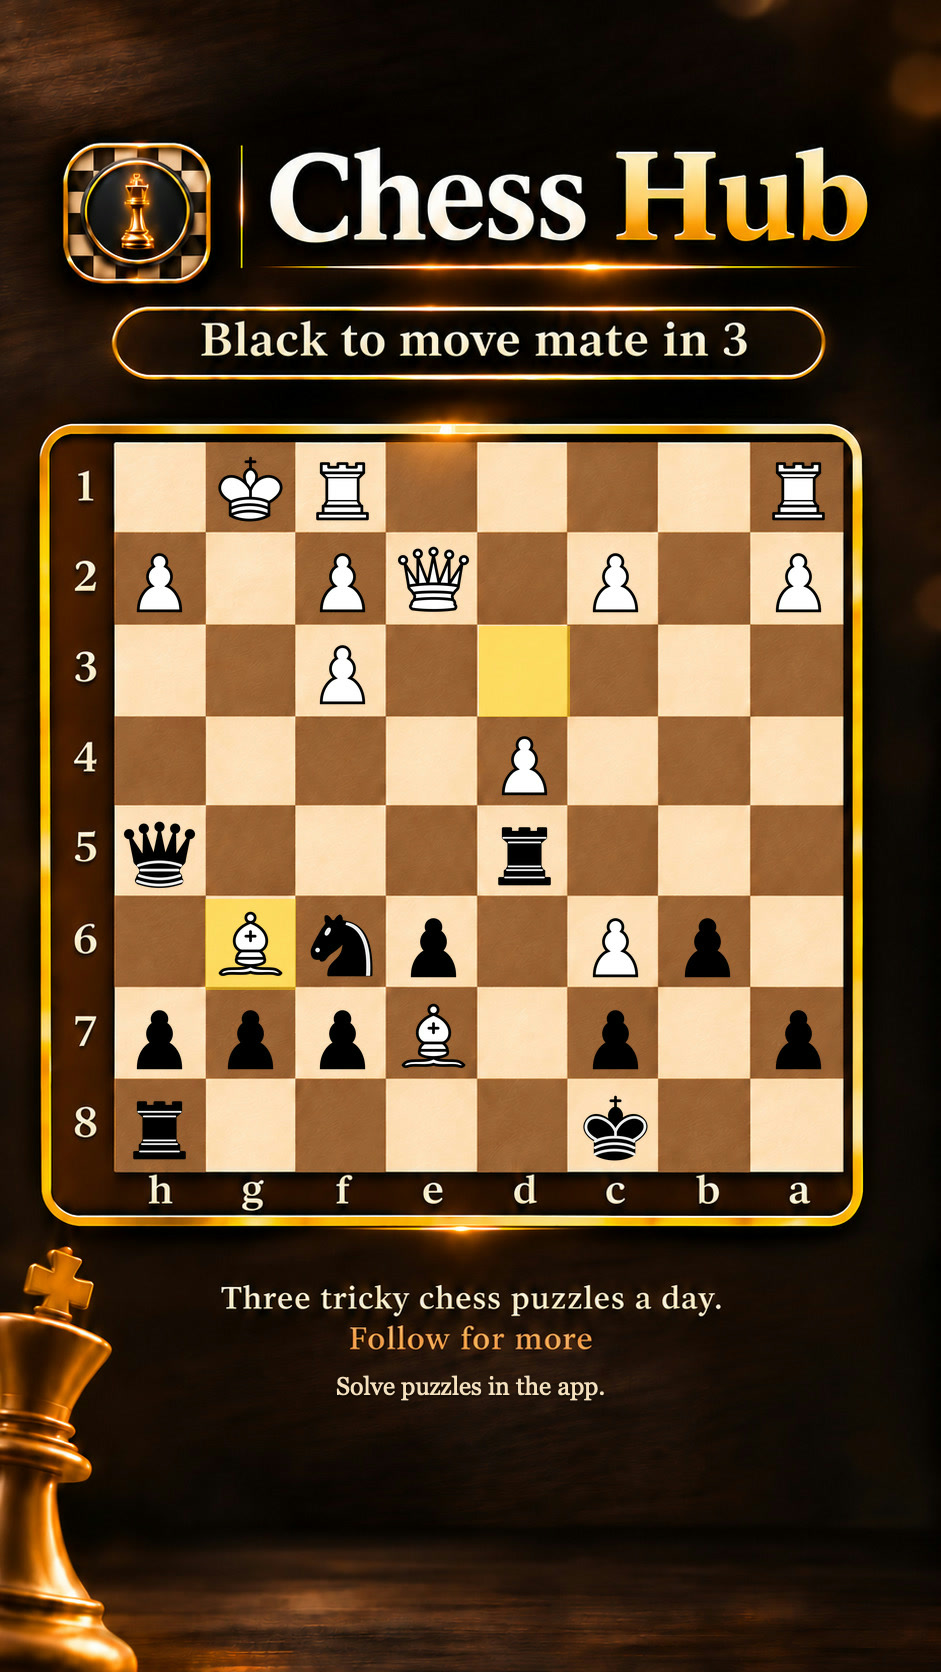 Chess Hub
Black to move mate in 3
1
2
3
4
5
6
7
8
h g f e d c b a
Three tricky chess puzzles a day.
Follow for more
Solve puzzles in the app.